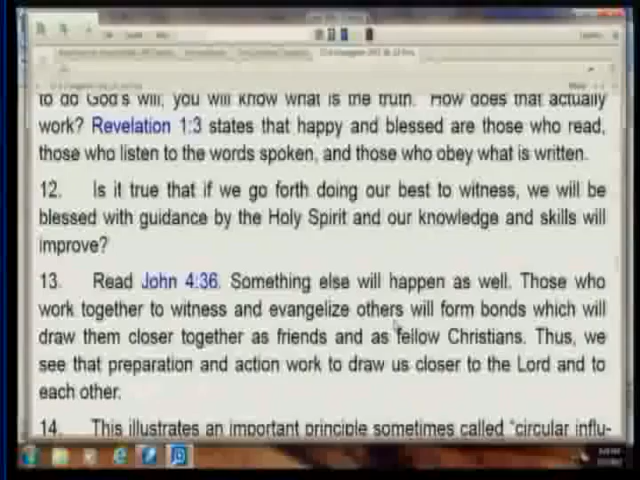 to do God's will, you will know what is the truth. How does that actually
work? Revelation 1:3 states that happy and blessed are those who read,
those who listen to the words spoken, and those who obey what is written.
12. Is it true that if we go forth doing our best to witness, we will be
blessed with guidance by the Holy Spirit and our knowledge and skills will
improve?
13. Read John 4:36. Something else will happen as well. Those who
work together to witness and evangelize others will form bonds which will
draw them closer together as friends and as fellow Christians. Thus, we
see that preparation and action work to draw us closer to the Lord and to
each other.
14. This illustrates an important principle sometimes called "circular influ-